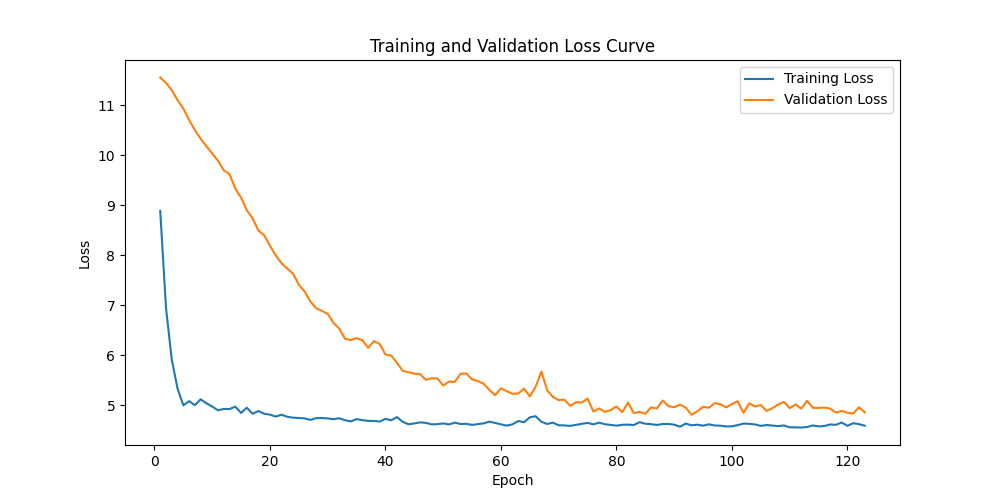 Training and Validation Loss Curve
Training Loss
Validation Loss
11
10
9
8
7
6
5
Loss
0 20 40 60 80 100 120
Epoch